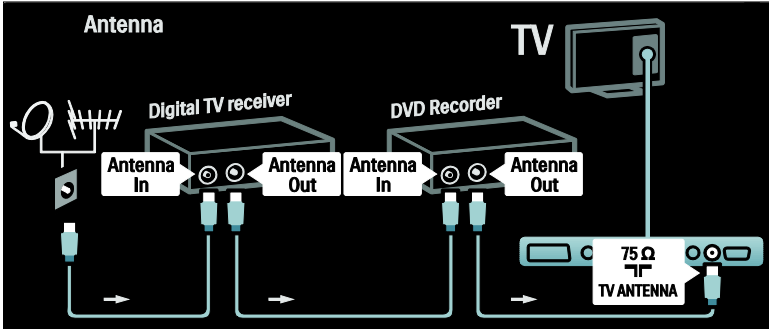 Antenna
TV
Digital TV receiver
DVD Recorder
Antenna
In
Antenna
Out
Antenna
In
Antenna
Out
75 Ω
TV ANTENNA